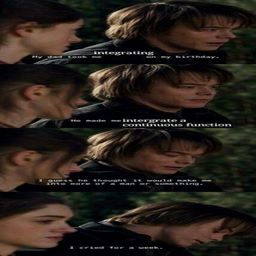 integrating
My dad took me on my birthday.
He made me intergrate a
continuous function
I guess he thought it would make me
into more of a man or something.
I cried for a week.